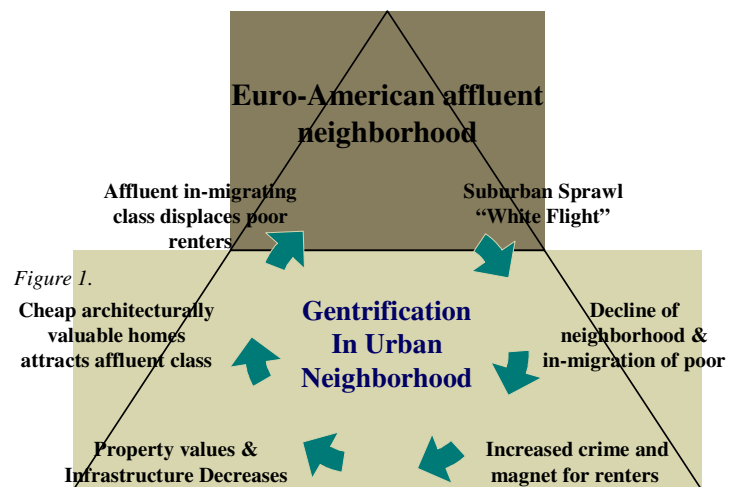 Euro-American affluent
neighborhood
Affluent in-migrating
class displaces poor
renters
Suburban Sprawl
“White Flight”
Figure 1.
Cheap architecturally
valuable homes
attracts affluent class
Gentrification
In Urban
Neighborhood
Decline of
neighborhood &
in-migration of poor
Property values &
Infrastructure Decreases
Increased crime and
magnet for renters